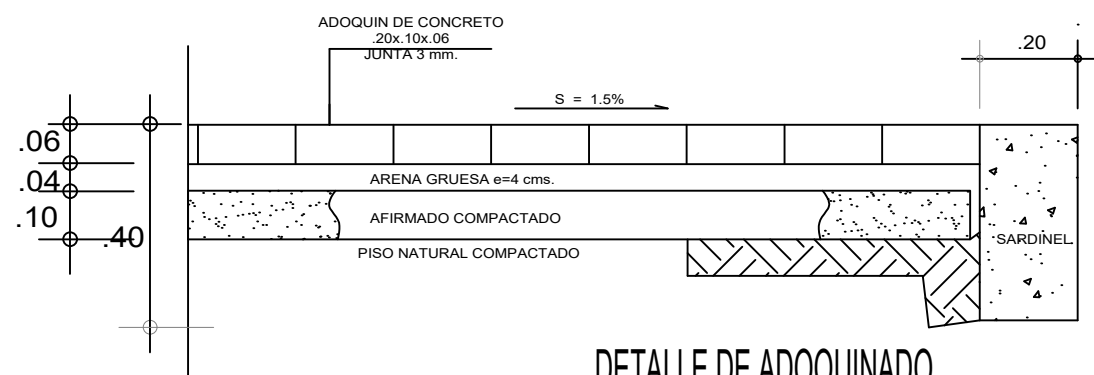 ADOQUIN DE CONCRETO
.20x.10x.06
JUNTA 3 mm.
.20
S = 1.5%
.06
.04
.10
.40
ARENA GRUESA e=4 cms.
AFIRMADO COMPACTADO
PISO NATURAL COMPACTADO
SARDINEL
DETALLE DE ADOQUINADO